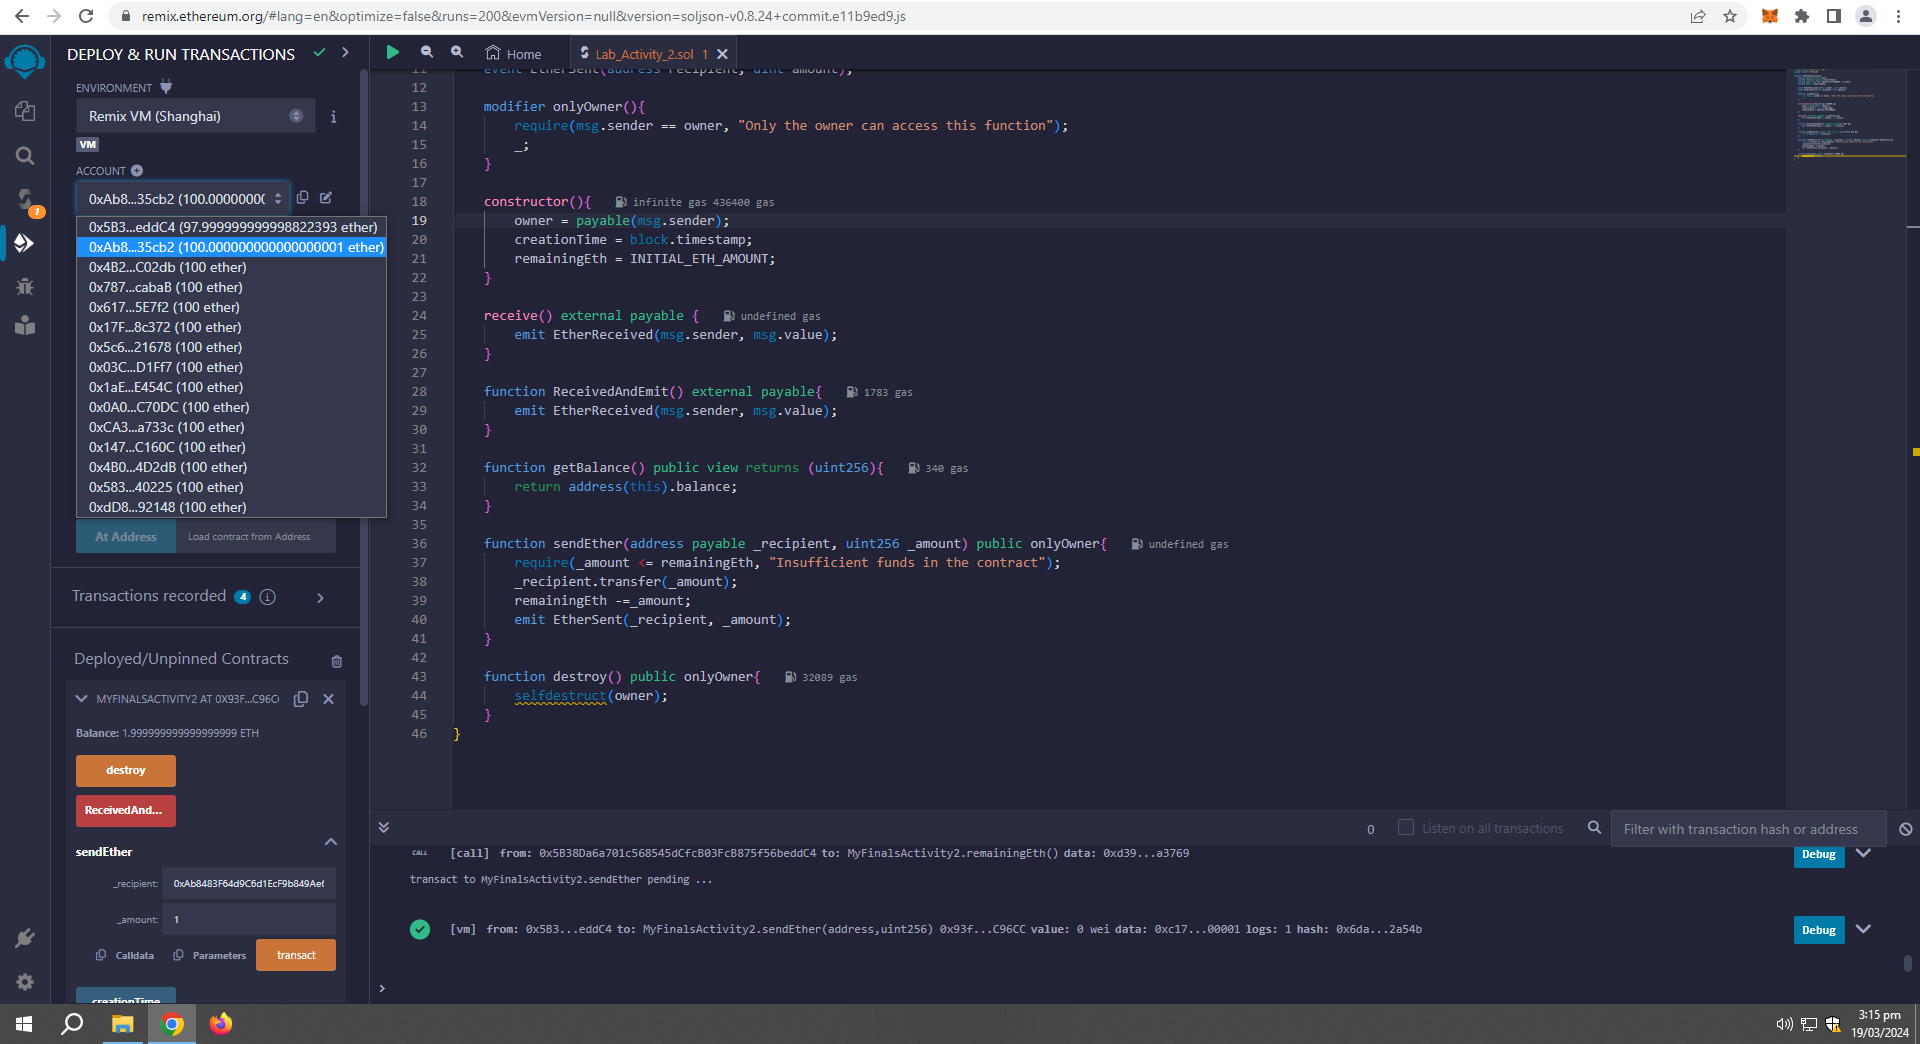 remix.ethereum.org/#lang=en&optimize=false&runs=200&evmVersion=null&version=soljson-v0.8.24+commit.e11b9ed9.js
DEPLOY & RUN TRANSACTIONS
ENVIRONMENT
Remix VM (Shanghai)
VM
ACCOUNT
0xAb8...35cb2 (100.00000000(
0x5B3...eddC4 (97.999999999998822393 ether)
0xAb8...35cb2 (100.000000000000000001 ether)
0x4B2...C02db (100 ether)
0x787...cabaB (100 ether)
0x617...5E7f2 (100 ether)
0x17F...8c372 (100 ether)
0x5c6...21678 (100 ether)
0x03C...D1Ff7 (100 ether)
0x1aE...E454C (100 ether)
0x0A0...C70DC (100 ether)
0xCA3...a733c (100 ether)
0x147...C160C (100 ether)
0x4B0...4D2dB (100 ether)
0x583...40225 (100 ether)
0xdD8...92148 (100 ether)
At Address Load contract from Address
Transactions recorded 4
Deployed/Unpinned Contracts
MYFINALSACTIVITY2 AT 0X93F...C96C
Balance: 1.999999999999999999 ETH
destroy
ReceivedAnd...
sendEther
_recipient: 0xAb8483F64d9C6d1EcF9b849Ae
_amount: 1
Calldata Parameters transact
creationTime
1
Home Lab_Activity_2.sol 1
11 event EtherSent(address recipient, uint amount);
12
13 modifier onlyOwner(){
14 require(msg.sender == owner, "Only the owner can access this function");
15 _;
16 }
17
18 constructor(){ infinite gas 436400 gas
19 owner = payable(msg.sender);
20 creationTime = block.timestamp;
21 remainingEth = INITIAL_ETH_AMOUNT;
22 }
23
24 receive() external payable { undefined gas
25 emit EtherReceived(msg.sender, msg.value);
26 }
27
28 function ReceivedAndEmit() external payable{ 1783 gas
29 emit EtherReceived(msg.sender, msg.value);
30 }
31
32 function getBalance() public view returns (uint256){ 340 gas
33 return address(this).balance;
34 }
35
36 function sendEther(address payable _recipient, uint256 _amount) public onlyOwner{ undefined gas
37 require(_amount <= remainingEth, "Insufficient funds in the contract");
38 _recipient.transfer(_amount);
39 remainingEth -=_amount;
40 emit EtherSent(_recipient, _amount);
41 }
42
43 function destroy() public onlyOwner{ 32089 gas
44 selfdestruct(owner);
45 }
46 }
0 Listen on all transactions Filter with transaction hash or address
CALL [call] from: 0x5B38Da6a701c568545dCfcB03FcB875f56beddC4 to: MyFinalsActivity2.remainingEth() data: 0xd39...a3769 Debug
transact to MyFinalsActivity2.sendEther pending ...
[vm] from: 0x5B3...eddC4 to: MyFinalsActivity2.sendEther(address,uint256) 0x93f...C96CC value: 0 wei data: 0xc17...00001 logs: 1 hash: 0x6da...2a54b Debug
>
3:15 pm
19/03/2024